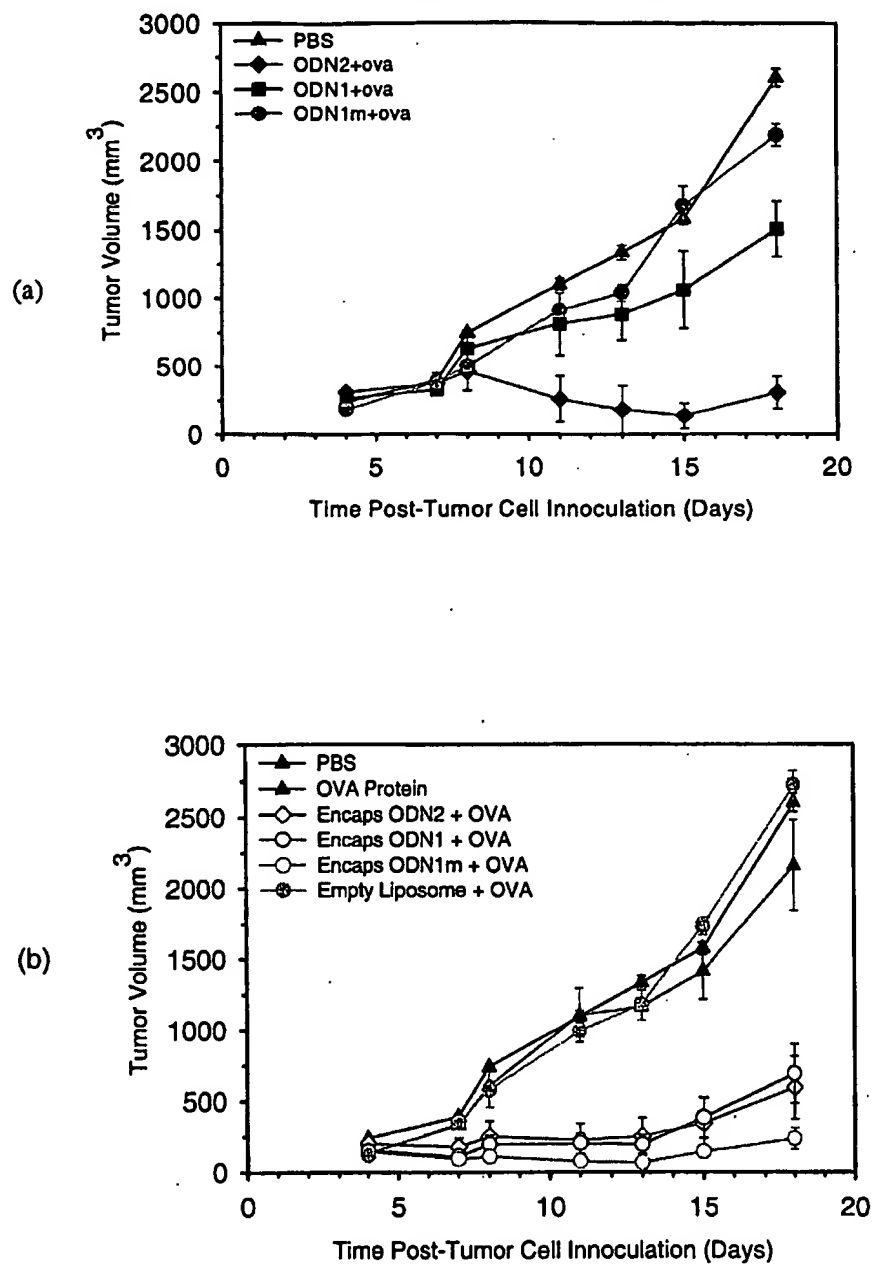 (a)
Tumor Volume (mm3)
3000
2500
2000
1500
1000
500
0
PBS
ODN2+ova
ODN1+ova
ODN1m+ova
0 5 10 15 20
Time Post-Tumor Cell Innoculation (Days)
(b)
Tumor Volume (mm3)
3000
2500
2000
1500
1000
500
0
PBS
OVA Protein
Encaps ODN2 + OVA
Encaps ODN1 + OVA
Encaps ODN1m + OVA
Empty Liposome + OVA
0 5 10 15 20
Time Post-Tumor Cell Innoculation (Days)